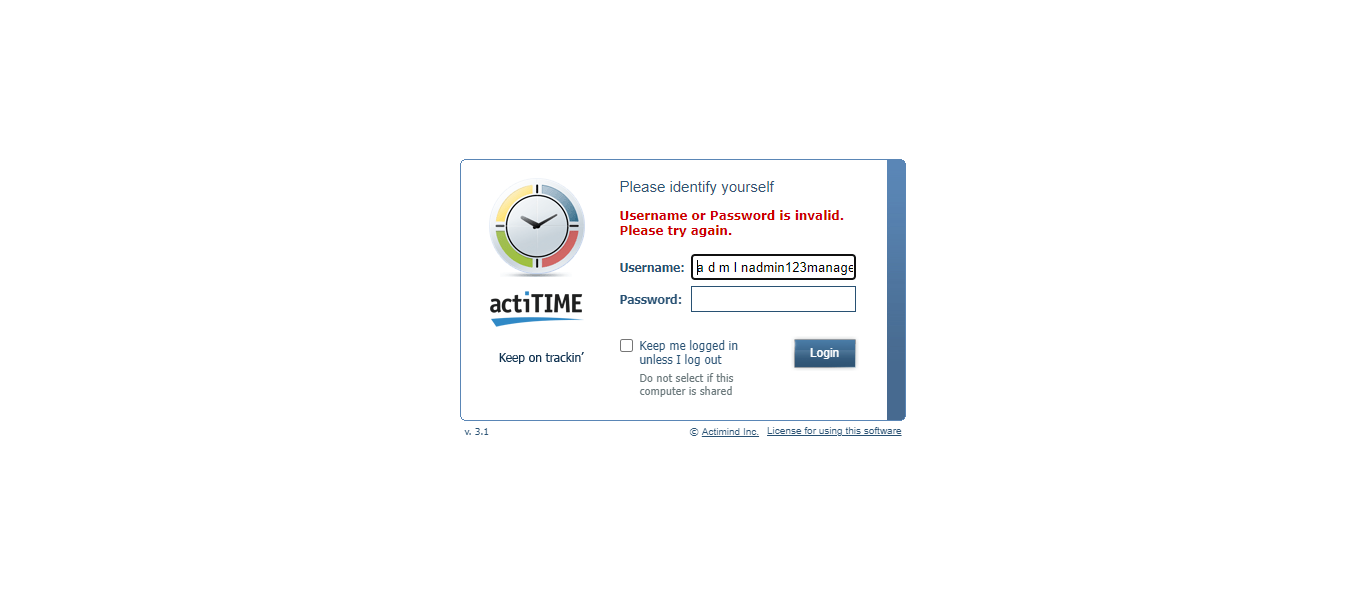 Please identify yourself
Username or Password is invalid.
Please try again.
Username: a d m I nadmin123manage
Password:
actiTIME
Keep on trackin'
Keep me logged in
unless I log out
Login
Do not select if this
computer is shared
v. 3.1
© Actimind Inc. License for using this software